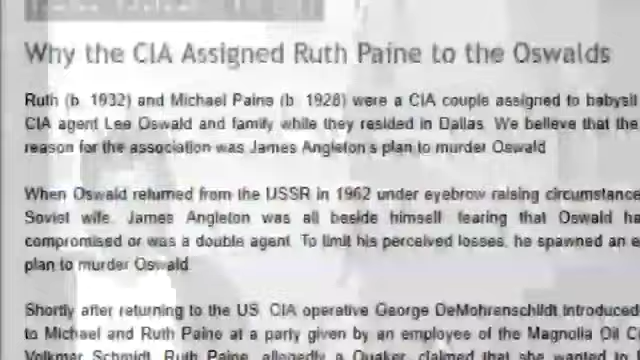 Why the CIA Assigned Ruth Paine to the Oswalds
Ruth (b. 1932) and Michael Paine (b. 1928) were a CIA couple assigned to babysit
CIA agent Lee Oswald and family while they resided in Dallas. We believe that the
reason for the association was James Angleton's plan to murder Oswald
When Oswald returned from the USSR in 1962 under eyebrow raising circumstance
Soviet wife, James Angleton was all beside himself fearing that Oswald ha
compromised or was a double agent. To limit his perceived losses, he spawned an e
plan to murder Oswald.
Shortly after returning to the US, CIA operative George DeMohrenschildt introduced
to Michael and Ruth Paine at a party given by an employee of the Magnolia Oil C
Volkmar Schmidt. Ruth Paine, allegedly a Quaker, claimed that she wanted to